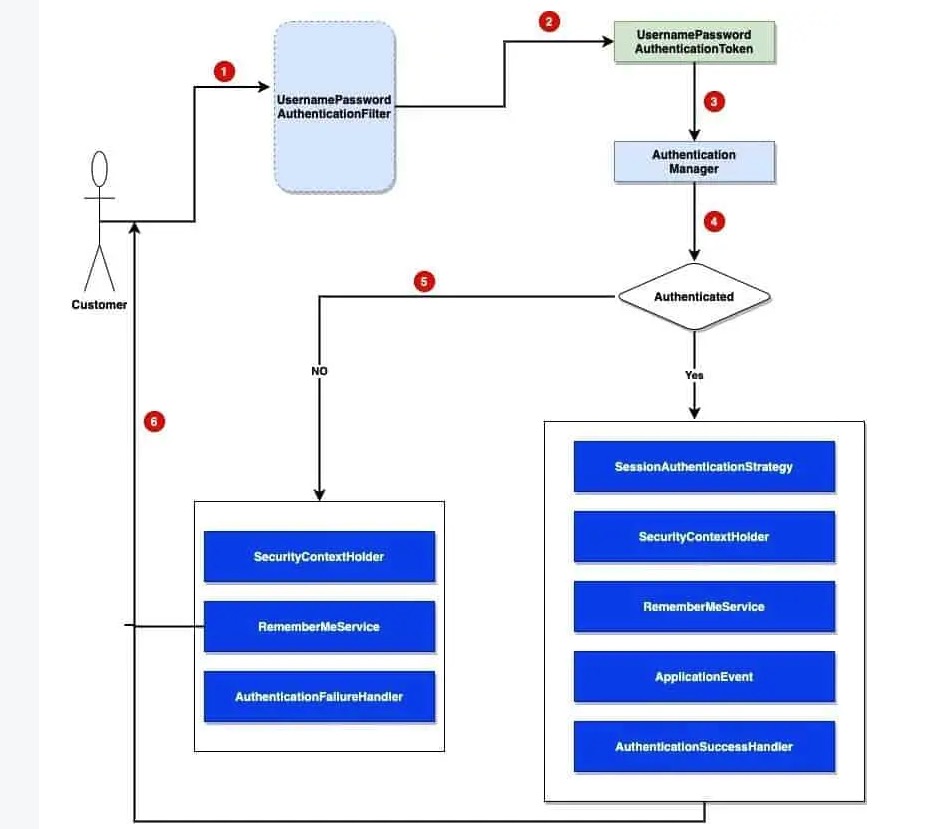 2
UsernamePassword
AuthenticationToken
1
UsernamePassword
AuthenticationFilter
3
Authentication
Manager
4
Customer
5
Authenticated
NO
Yes
6
SessionAuthenticationStrategy
SecurityContextHolder
RememberMeService
ApplicationEvent
AuthenticationSuccessHandler
SecurityContextHolder
RememberMeService
AuthenticationFailureHandler